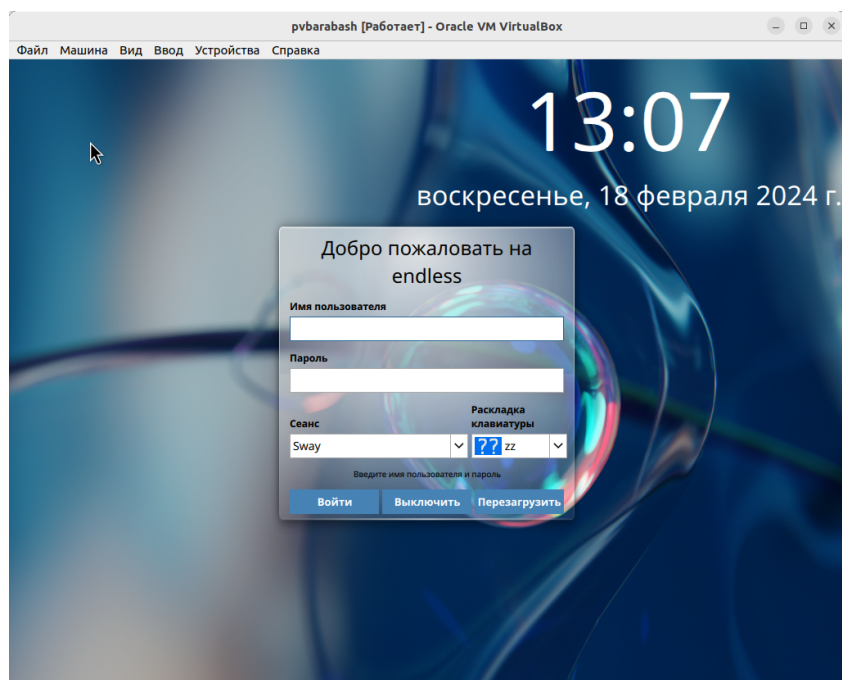 pvbarabash [Работает] - Oracle VM VirtualBox
Файл Машина Вид Ввод Устройства Справка
13:07
воскресенье, 18 февраля 2024 г.
Добро пожаловать на
endless
Имя пользователя
Пароль
Сеанс
Раскладка
клавиатуры
Sway
?? zz
Введите имя пользователя и пароль
Войти Выключить Перезагрузить